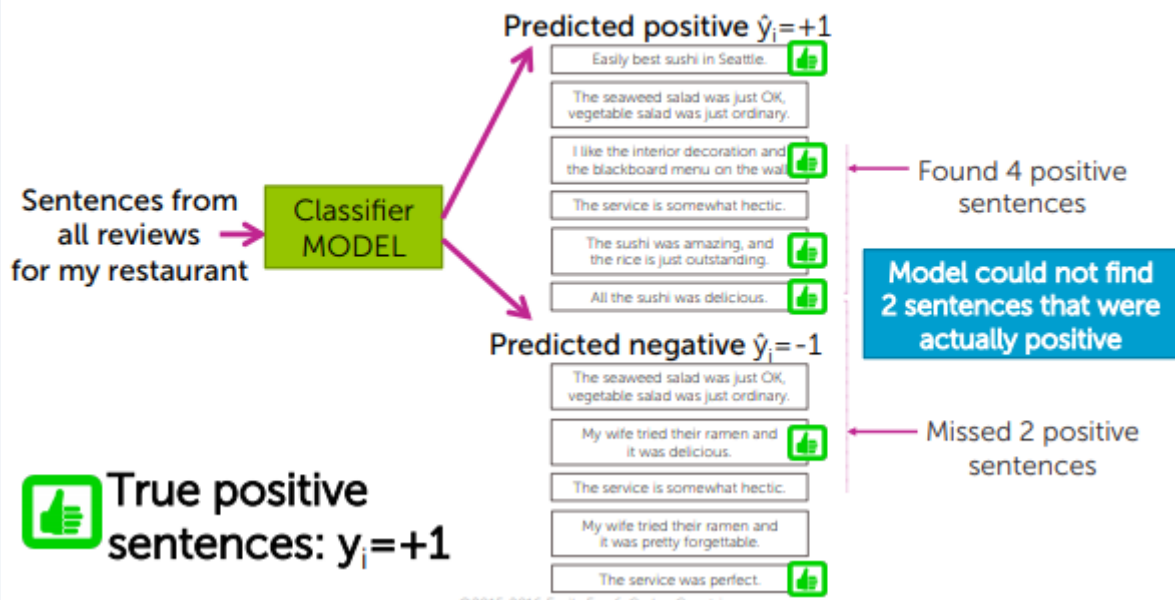 Predicted positive ŷi=+1
Easily best sushi in Seattle.
The seaweed salad was just OK,
vegetable salad was just ordinary.
I like the interior decoration and
the blackboard menu on the wall
The service is somewhat hectic.
The sushi was amazing, and
the rice is just outstanding.
All the sushi was delicious.
Sentences from
all reviews
for my restaurant
Classifier
MODEL
Found 4 positive
sentences
Model could not find
2 sentences that were
actually positive
Predicted negative ŷi=-1
The seaweed salad was just OK,
vegetable salad was just ordinary.
My wife tried their ramen and
it was delicious.
The service is somewhat hectic.
My wife tried their ramen and
it was pretty forgettable.
The service was perfect.
Missed 2 positive
sentences
True positive
sentences: yi=+1